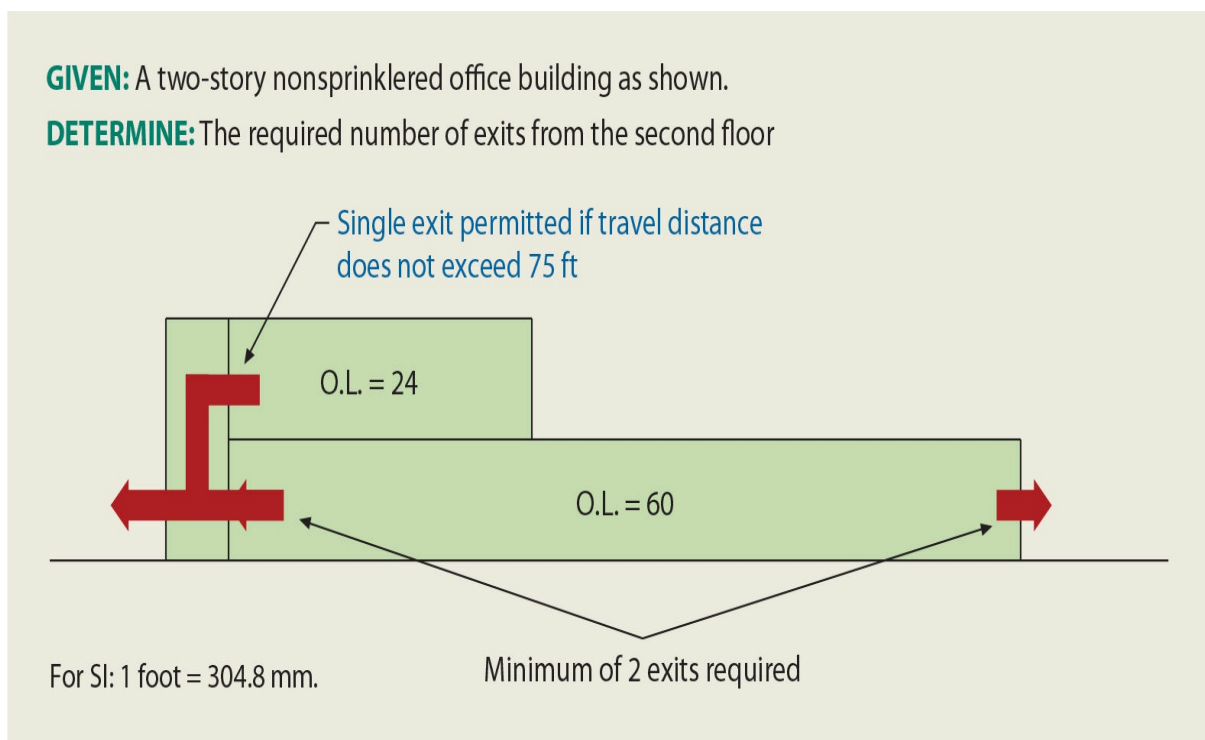 GIVEN: A two-story nonsprinklered office building as shown.
DETERMINE: The required number of exits from the second floor
Single exit permitted if travel distance
does not exceed 75 ft
O.L. = 24
O.L. = 60
Minimum of 2 exits required
For SI: 1 foot = 304.8 mm.